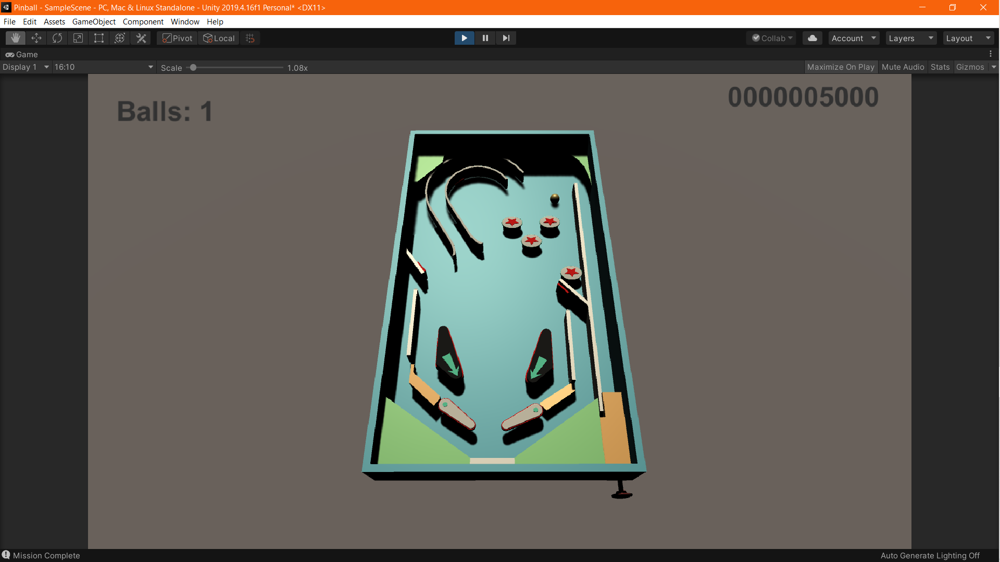 Pinball - SampleScene - PC, Mac & Linux Standalone - Unity 2019.4.16f1 Personal* <DX11>
File Edit Assets GameObject Component Window Help
Pivot Local Collab Account Layers Layout
Game
Display 1 16:10 Scale 1.08x Maximize On Play Mute Audio Stats Gizmos
Balls: 1
0000005000
Mission Complete
Auto Generate Lighting Off